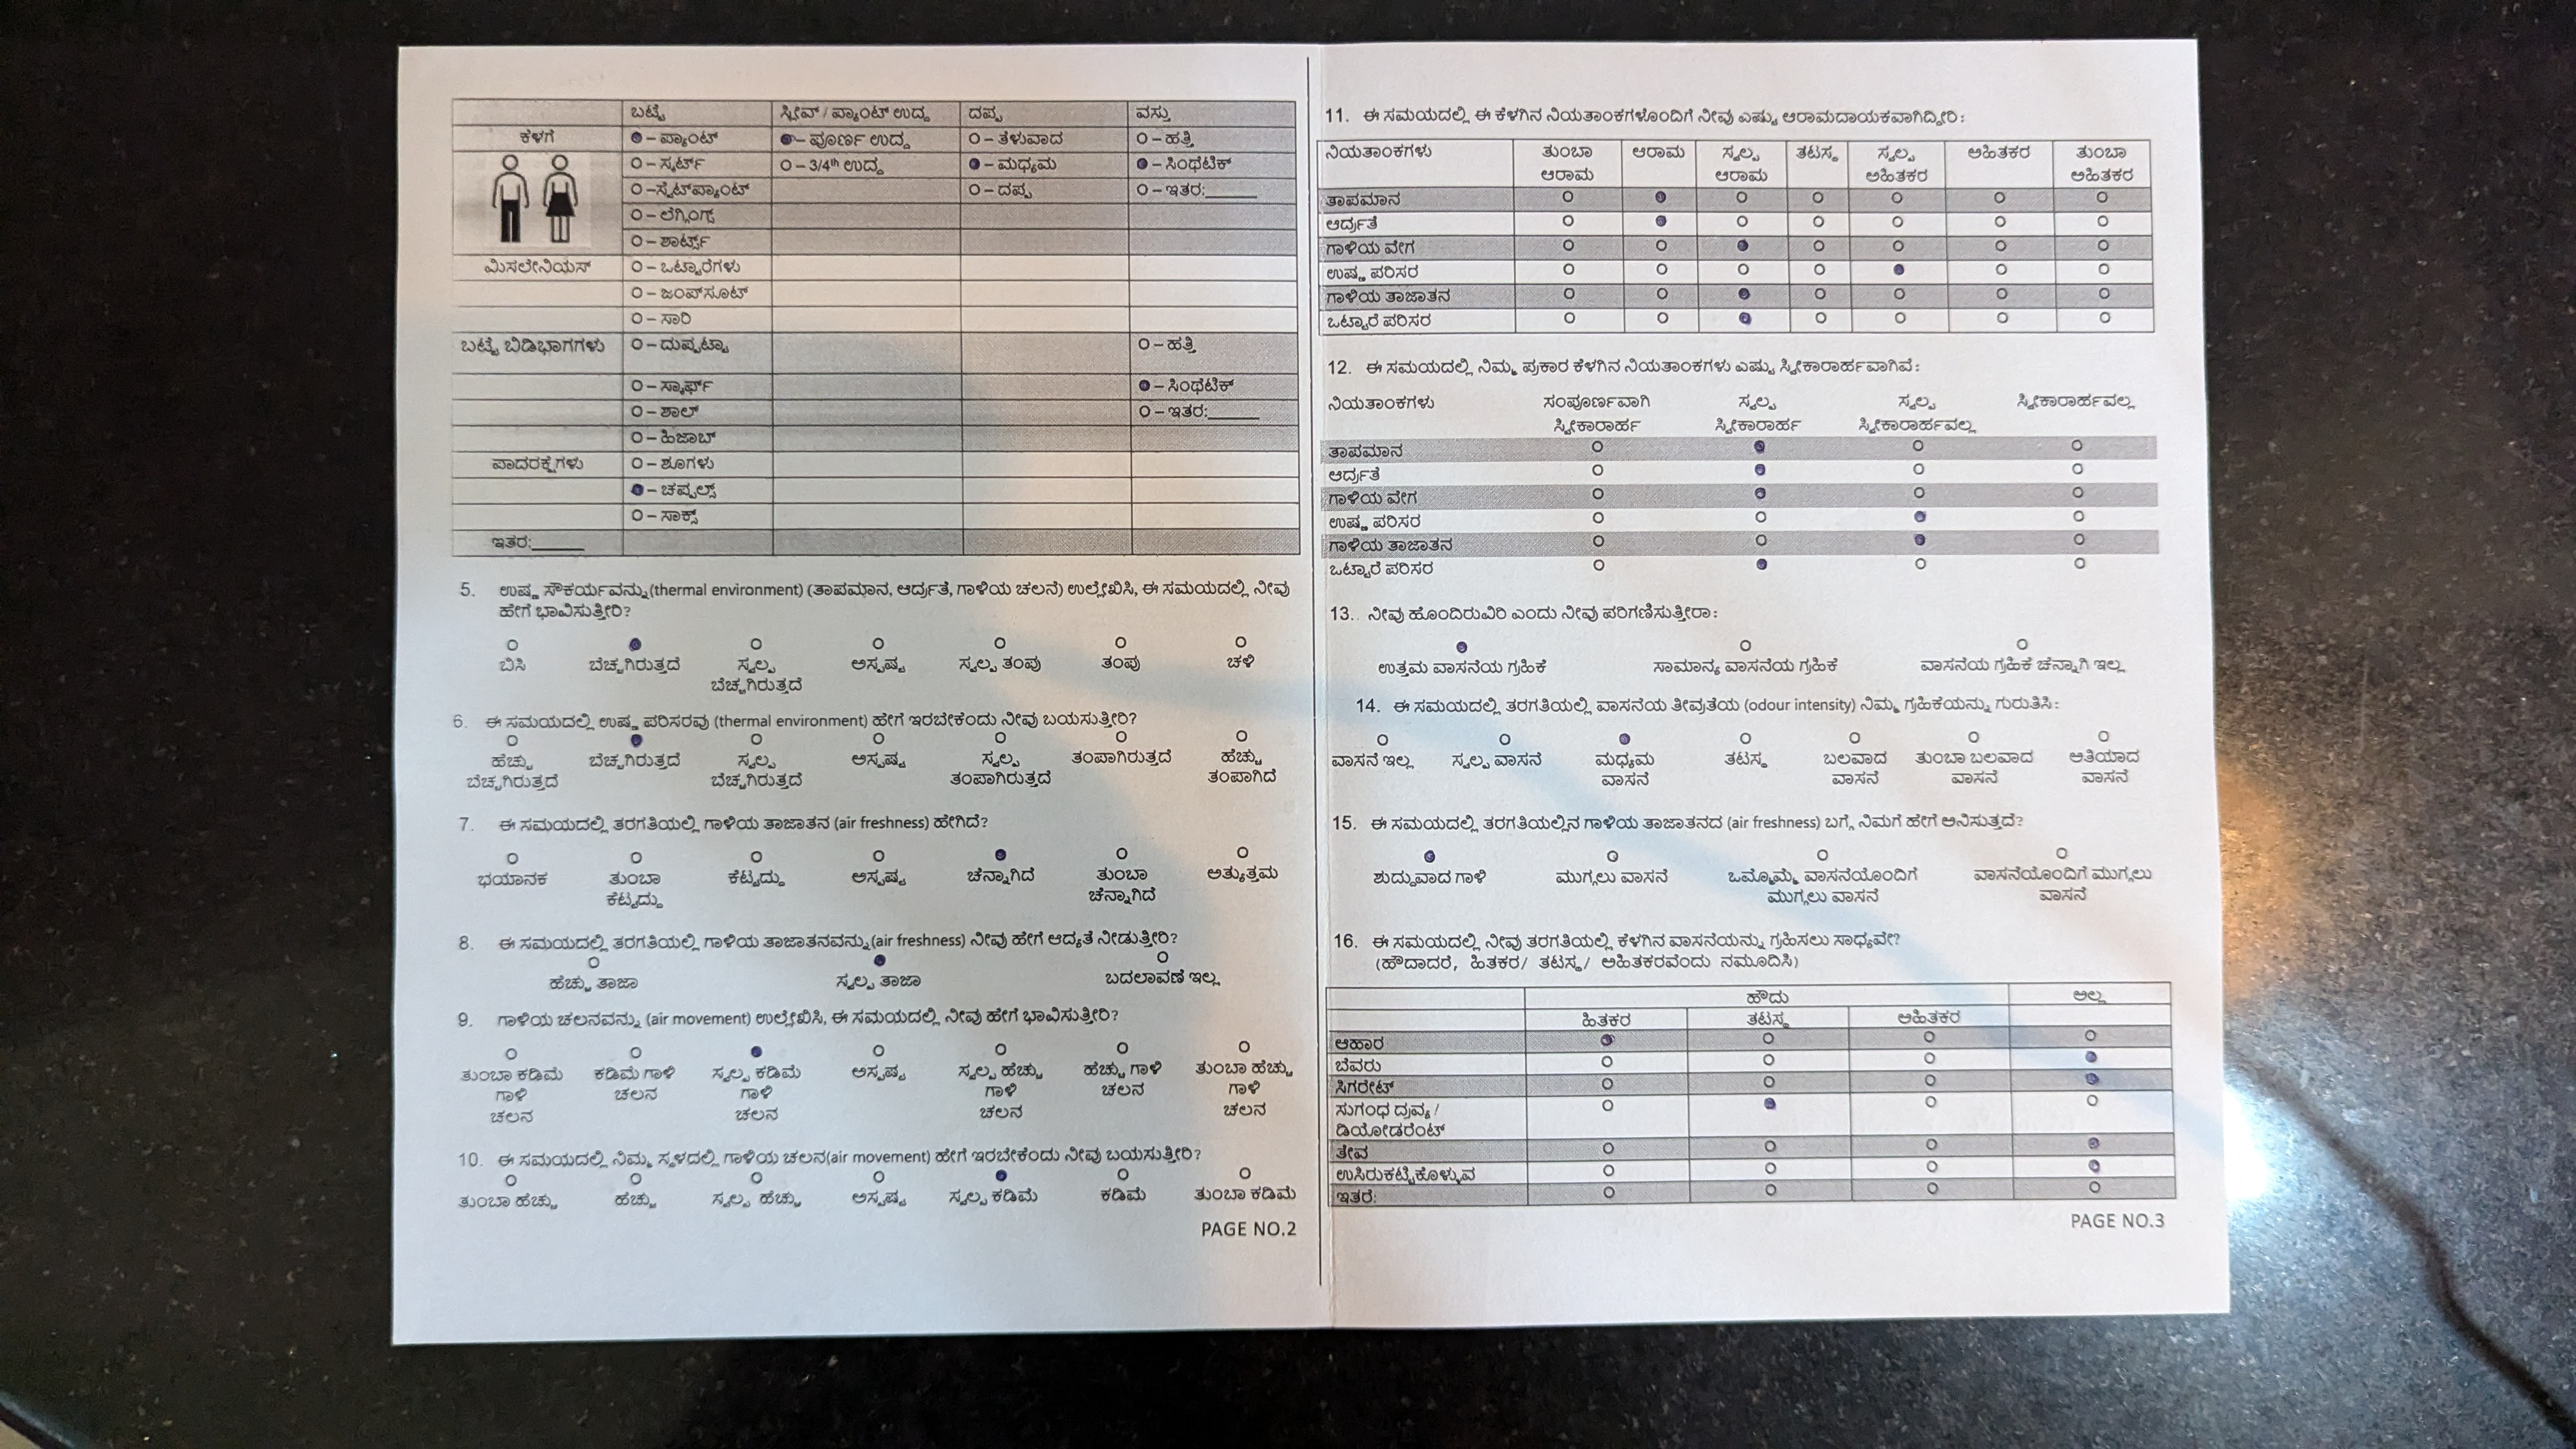 ಬಟ್ಟೆ ಸ್ಲೀವ್ / ಪ್ಯಾಂಟ್ ಉದ್ದ ದಪ್ಪ ವಸ್ತು
ಕೆಳಗೆ – ಪ್ಯಾಂಟ್ – ಪೂರ್ಣ ಉದ್ದ O – ತೆಳುವಾದ O – ಹತ್ತಿ
O – ಸ್ಕರ್ಟ್ O – 3/4th ಉದ್ದ – ಮಧ್ಯಮ – ಸಿಂಥೆಟಿಕ್
O –ಸ್ವೆಟ್‌ಪ್ಯಾಂಟ್ O – ದಪ್ಪ O – ಇತರ:______
O – ಲೆಗ್ಗಿಂಗ್ಸ್
O – ಶಾರ್ಟ್ಸ್
ಮಿಸಲೇನಿಯಸ್ O – ಒಟ್ಟಾರೆಗಳು
O – ಜಂಪ್‌ಸೂಟ್
O – ಸಾರಿ
ಬಟ್ಟೆ ಬಿಡಿಭಾಗಗಳು O – ದುಪ್ಪಟ್ಟಾ O – ಹತ್ತಿ
O – ಸ್ಕಾರ್ಫ್ – ಸಿಂಥೆಟಿಕ್
O – ಶಾಲ್ O – ಇತರ:______
O – ಹಿಜಾಬ್
ಪಾದರಕ್ಷೆಗಳು O – ಶೂಗಳು
– ಚಪ್ಪಲ್ಸ್
O – ಸಾಕ್ಸ್
ಇತರ:______
5. ಉಷ್ಣ ಸೌಕರ್ಯವನ್ನು (thermal environment) (ತಾಪಮಾನ, ಆರ್ದ್ರತೆ, ಗಾಳಿಯ ಚಲನೆ) ಉಲ್ಲೇಖಿಸಿ, ಈ ಸಮಯದಲ್ಲಿ ನೀವು
ಹೇಗೆ ಭಾವಿಸುತ್ತೀರಿ?
ಬಿಸಿ ಬೆಚ್ಚಗಿರುತ್ತದೆ ಸ್ವಲ್ಪ ಅಸ್ಪಷ್ಟ ಸ್ವಲ್ಪ ತಂಪು ತಂಪು ಚಳಿ
ಬೆಚ್ಚಗಿರುತ್ತದೆ
6. ಈ ಸಮಯದಲ್ಲಿ ಉಷ್ಣ ಪರಿಸರವು (thermal environment) ಹೇಗೆ ಇರಬೇಕೆಂದು ನೀವು ಬಯಸುತ್ತೀರಿ?
ಹೆಚ್ಚು ಬೆಚ್ಚಗಿರುತ್ತದೆ ಸ್ವಲ್ಪ ಅಸ್ಪಷ್ಟ ಸ್ವಲ್ಪ ತಂಪಾಗಿರುತ್ತದೆ ಹೆಚ್ಚು
ಬೆಚ್ಚಗಿರುತ್ತದೆ ಬೆಚ್ಚಗಿರುತ್ತದೆ ತಂಪಾಗಿರುತ್ತದೆ ತಂಪಾಗಿದೆ
7. ಈ ಸಮಯದಲ್ಲಿ ತರಗತಿಯಲ್ಲಿ ಗಾಳಿಯ ತಾಜಾತನ (air freshness) ಹೇಗಿದೆ?
ಭಯಾನಕ ತುಂಬಾ ಕೆಟ್ಟದ್ದು ಅಸ್ಪಷ್ಟ ಚೆನ್ನಾಗಿದೆ ತುಂಬಾ ಅತ್ಯುತ್ತಮ
ಕೆಟ್ಟದ್ದು ಚೆನ್ನಾಗಿದೆ
8. ಈ ಸಮಯದಲ್ಲಿ ತರಗತಿಯಲ್ಲಿ ಗಾಳಿಯ ತಾಜಾತನವನ್ನು (air freshness) ನೀವು ಹೇಗೆ ಆದ್ಯತೆ ನೀಡುತ್ತೀರಿ?
ಹೆಚ್ಚು ತಾಜಾ ಸ್ವಲ್ಪ ತಾಜಾ ಬದಲಾವಣೆ ಇಲ್ಲ
9. ಗಾಳಿಯ ಚಲನವನ್ನು (air movement) ಉಲ್ಲೇಖಿಸಿ, ಈ ಸಮಯದಲ್ಲಿ ನೀವು ಹೇಗೆ ಭಾವಿಸುತ್ತೀರಿ?
ತುಂಬಾ ಕಡಿಮೆ ಕಡಿಮೆ ಗಾಳಿ ಸ್ವಲ್ಪ ಕಡಿಮೆ ಅಸ್ಪಷ್ಟ ಸ್ವಲ್ಪ ಹೆಚ್ಚು ಹೆಚ್ಚು ಗಾಳಿ ತುಂಬಾ ಹೆಚ್ಚು
ಗಾಳಿ ಚಲನ ಗಾಳಿ ಗಾಳಿ ಚಲನ ಗಾಳಿ
ಚಲನ ಚಲನ ಚಲನ ಚಲನ
10. ಈ ಸಮಯದಲ್ಲಿ ನಿಮ್ಮ ಸ್ಥಳದಲ್ಲಿ ಗಾಳಿಯ ಚಲನ(air movement) ಹೇಗೆ ಇರಬೇಕೆಂದು ನೀವು ಬಯಸುತ್ತೀರಿ?
ತುಂಬಾ ಹೆಚ್ಚು ಹೆಚ್ಚು ಸ್ವಲ್ಪ ಹೆಚ್ಚು ಅಸ್ಪಷ್ಟ ಸ್ವಲ್ಪ ಕಡಿಮೆ ಕಡಿಮೆ ತುಂಬಾ ಕಡಿಮೆ
PAGE NO.2
11. ಈ ಸಮಯದಲ್ಲಿ ಈ ಕೆಳಗಿನ ನಿಯತಾಂಕಗಳೊಂದಿಗೆ ನೀವು ಎಷ್ಟು ಆರಾಮದಾಯಕವಾಗಿದ್ದೀರಿ:
ನಿಯತಾಂಕಗಳು ತುಂಬಾ ಆರಾಮ ಸ್ವಲ್ಪ ತಟಸ್ಥ ಸ್ವಲ್ಪ ಅಹಿತಕರ ತುಂಬಾ
ಆರಾಮ ಆರಾಮ ಅಹಿತಕರ ಅಹಿತಕರ
ತಾಪಮಾನ
ಆರ್ದ್ರತೆ
ಗಾಳಿಯ ವೇಗ
ಉಷ್ಣ ಪರಿಸರ
ಗಾಳಿಯ ತಾಜಾತನ
ಒಟ್ಟಾರೆ ಪರಿಸರ
12. ಈ ಸಮಯದಲ್ಲಿ ನಿಮ್ಮ ಪ್ರಕಾರ ಕೆಳಗಿನ ನಿಯತಾಂಕಗಳು ಎಷ್ಟು ಸ್ವೀಕಾರಾರ್ಹವಾಗಿವೆ:
ನಿಯತಾಂಕಗಳು ಸಂಪೂರ್ಣವಾಗಿ ಸ್ವಲ್ಪ ಸ್ವಲ್ಪ ಸ್ವೀಕಾರಾರ್ಹವಲ್ಲ
ಸ್ವೀಕಾರಾರ್ಹ ಸ್ವೀಕಾರಾರ್ಹ ಸ್ವೀಕಾರಾರ್ಹವಲ್ಲ
ತಾಪಮಾನ
ಆರ್ದ್ರತೆ
ಗಾಳಿಯ ವೇಗ
ಉಷ್ಣ ಪರಿಸರ
ಗಾಳಿಯ ತಾಜಾತನ
ಒಟ್ಟಾರೆ ಪರಿಸರ
13. ನೀವು ಹೊಂದಿರುವಿರಿ ಎಂದು ನೀವು ಪರಿಗಣಿಸುತ್ತೀರಾ:
ಉತ್ತಮ ವಾಸನೆಯ ಗ್ರಹಿಕೆ ಸಾಮಾನ್ಯ ವಾಸನೆಯ ಗ್ರಹಿಕೆ ವಾಸನೆಯ ಗ್ರಹಿಕೆ ಚೆನ್ನಾಗಿ ಇಲ್ಲ
14. ಈ ಸಮಯದಲ್ಲಿ ತರಗತಿಯಲ್ಲಿ ವಾಸನೆಯ ತೀವ್ರತೆಯ (odour intensity) ನಿಮ್ಮ ಗ್ರಹಿಕೆಯನ್ನು ಗುರುತಿಸಿ:
ವಾಸನೆ ಇಲ್ಲ ಸ್ವಲ್ಪ ವಾಸನೆ ಮಧ್ಯಮ ತಟಸ್ಥ ಬಲವಾದ ತುಂಬಾ ಬಲವಾದ ಅತಿಯಾದ
ವಾಸನೆ ವಾಸನೆ ವಾಸನೆ ವಾಸನೆ
15. ಈ ಸಮಯದಲ್ಲಿ ತರಗತಿಯಲ್ಲಿನ ಗಾಳಿಯ ತಾಜಾತನದ (air freshness) ಬಗ್ಗೆ ನಿಮಗೆ ಹೇಗೆ ಅನಿಸುತ್ತದೆ?
ಶುದ್ಧವಾದ ಗಾಳಿ ಮುಗ್ಗಲು ವಾಸನೆ ಒಮ್ಮೊಮ್ಮೆ ವಾಸನೆಯೊಂದಿಗೆ ವಾಸನೆಯೊಂದಿಗೆ ಮುಗ್ಗಲು
ಮುಗ್ಗಲು ವಾಸನೆ ವಾಸನೆ
16. ಈ ಸಮಯದಲ್ಲಿ ನೀವು ತರಗತಿಯಲ್ಲಿ ಕೆಳಗಿನ ವಾಸನೆಯನ್ನು ಗ್ರಹಿಸಲು ಸಾಧ್ಯವೇ?
(ಹೌದಾದರೆ, ಹಿತಕರ/ ತಟಸ್ಥ/ ಅಹಿತಕರವೆಂದು ನಮೂದಿಸಿ)
ಹೌದು ಅಲ್ಲ
ಹಿತಕರ ತಟಸ್ಥ ಅಹಿತಕರ
ಆಹಾರ
ಬೆವರು
ಸಿಗರೇಟ್
ಸುಗಂಧ ದ್ರವ್ಯ /
ಡಿಯೋಡರೆಂಟ್
ತೇವ
ಉಸಿರುಕಟ್ಟಿಕೊಳ್ಳುವ
ಇತರೆ:
PAGE NO.3